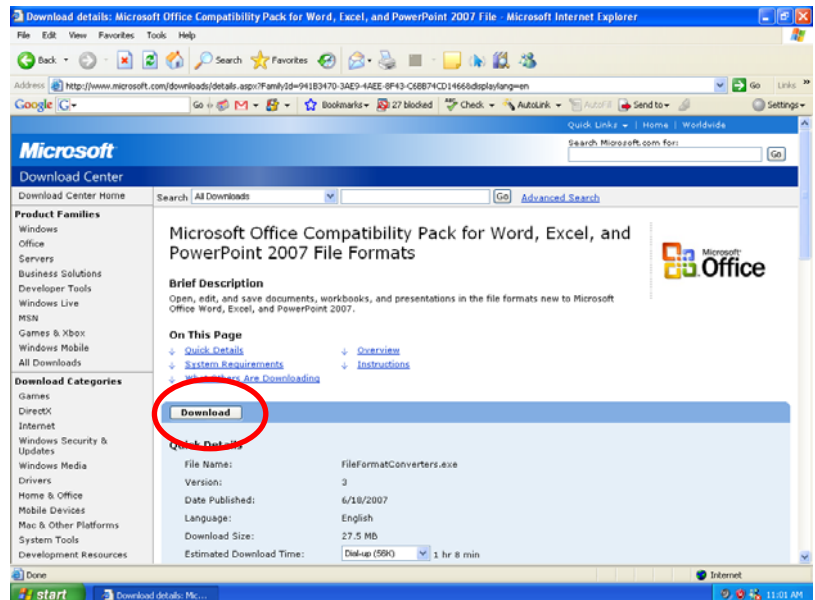 Download details: Microsoft Office Compatibility Pack for Word, Excel, and PowerPoint 2007 File - Microsoft Internet Explorer
File Edit View Favorites Tools Help
Back Search Favorites
Address http://www.microsoft.com/downloads/details.aspx?FamilyId=941B3470-3AE9-4AEE-8F43-C6BB74CD1466&displaylang=en Go Links »
Google G Go Bookmarks 27 blocked Check AutoLink AutoFill Send to Settings
Quick Links | Home | Worldwide
Microsoft
Search Microsoft.com for:
Go
Download Center
Download Center Home
Search All Downloads Go Advanced Search
Product Families
Windows
Office
Servers
Business Solutions
Developer Tools
Windows Live
MSN
Games & Xbox
Windows Mobile
All Downloads
Download Categories
Games
DirectX
Internet
Windows Security &
Updates
Windows Media
Drivers
Home & Office
Mobile Devices
Mac & Other Platforms
System Tools
Development Resources
Microsoft Office Compatibility Pack for Word, Excel, and
PowerPoint 2007 File Formats
Microsoft
Office
Brief Description
Open, edit, and save documents, workbooks, and presentations in the file formats new to Microsoft
Office Word, Excel, and PowerPoint 2007.
On This Page
Quick Details Overview
System Requirements Instructions
What Others Are Downloading
Download
Quick Details
File Name: FileFormatConverters.exe
Version: 3
Date Published: 6/18/2007
Language: English
Download Size: 27.5 MB
Estimated Download Time: Dial-up (56K) 1 hr 8 min
Done Internet
start Download details: Mic... 11:01 AM